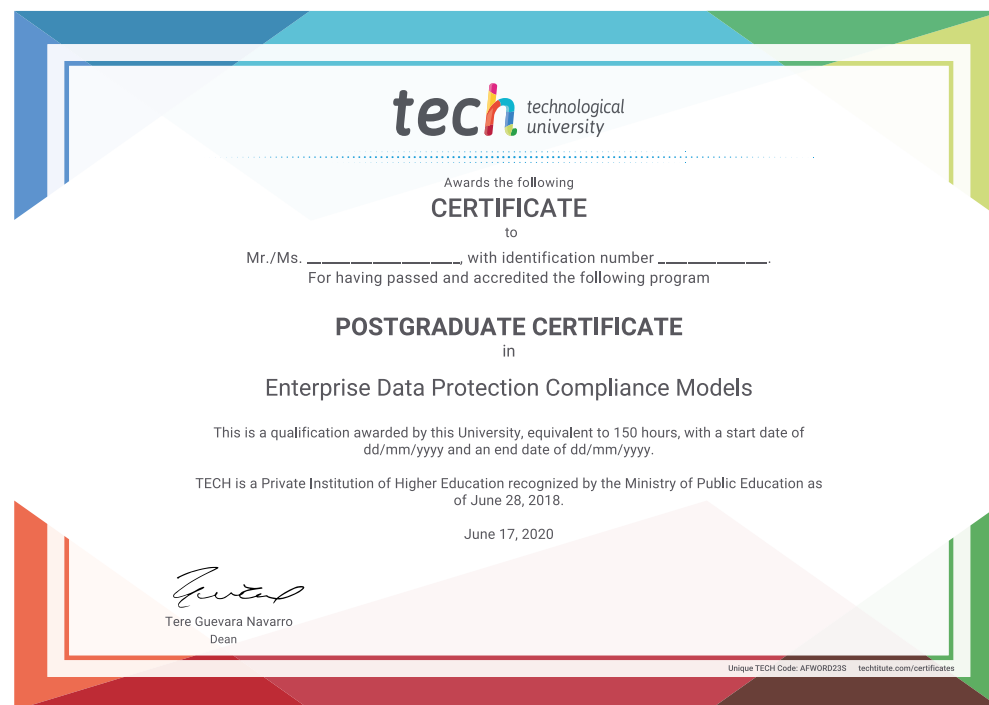 tech technological
university
Awards the following
CERTIFICATE
to
Mr./Ms. ____________________, with identification number ______________.
For having passed and accredited the following program
POSTGRADUATE CERTIFICATE
in
Enterprise Data Protection Compliance Models
This is a qualification awarded by this University, equivalent to 150 hours, with a start date of
dd/mm/yyyy and an end date of dd/mm/yyyy.
TECH is a Private Institution of Higher Education recognized by the Ministry of Public Education as
of June 28, 2018.
June 17, 2020
Tere Guevara Navarro
Dean
Unique TECH Code: AFWORD23S techtitute.com/certificates